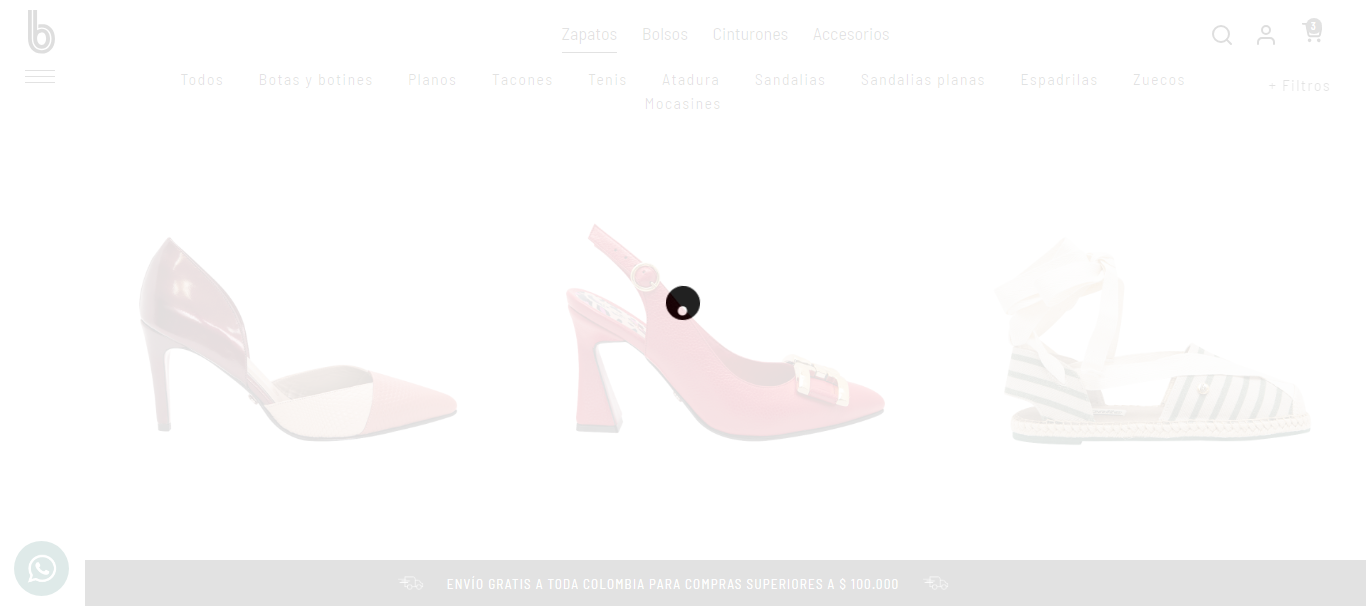 b
Zapatos Bolsos Cinturones Accesorios
3
Todos Botas y botines Planos Tacones Tenis Atadura Sandalias Sandalias planas Espadrilas Zuecos
Mocasines
+ Filtros
ENVÍO GRATIS A TODA COLOMBIA PARA COMPRAS SUPERIORES A $ 100.000